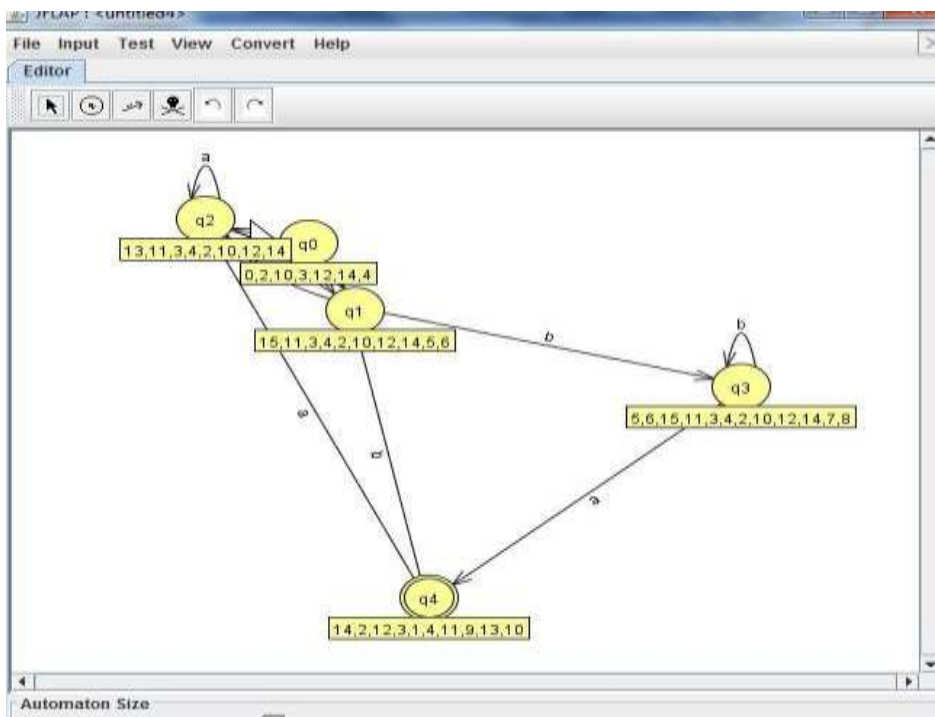 JFLAP : <untitled4>
File Input Test View Convert Help
Editor
a
q2
13,11,3,4,2,10,12,14
q0
0,2,10,3,12,14,4
q1
15,11,3,4,2,10,12,14,5,6
b
b
q3
5,6,15,11,3,4,2,10,12,14,7,8
a
a
q4
14,2,12,3,1,4,11,9,13,10
Automaton Size